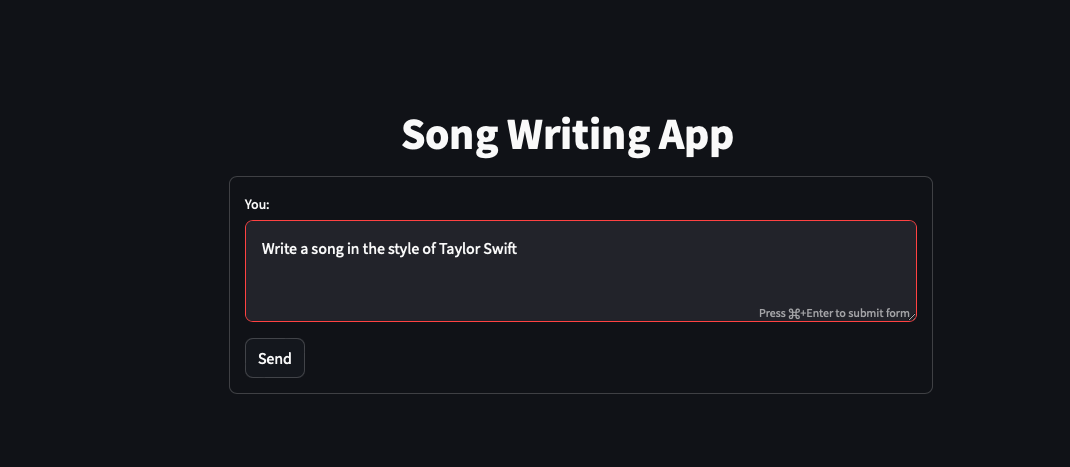 Song Writing App
You:
Write a song in the style of Taylor Swift
Press ⌘+Enter to submit form
Send